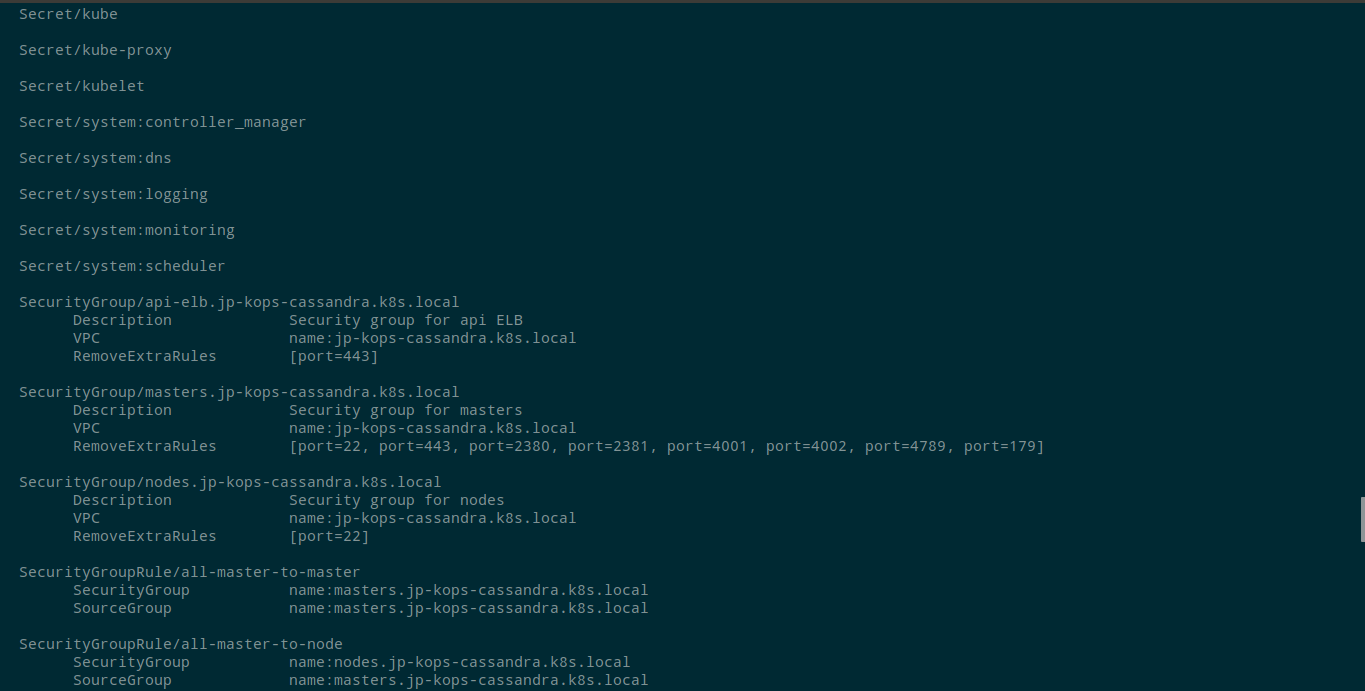 Secret/kube
Secret/kube-proxy
Secret/kubelet
Secret/system:controller_manager
Secret/system:dns
Secret/system:logging
Secret/system:monitoring
Secret/system:scheduler
SecurityGroup/api-elb.jp-kops-cassandra.k8s.local
Description Security group for api ELB
VPC name:jp-kops-cassandra.k8s.local
RemoveExtraRules [port=443]
SecurityGroup/masters.jp-kops-cassandra.k8s.local
Description Security group for masters
VPC name:jp-kops-cassandra.k8s.local
RemoveExtraRules [port=22, port=443, port=2380, port=2381, port=4001, port=4002, port=4789, port=179]
SecurityGroup/nodes.jp-kops-cassandra.k8s.local
Description Security group for nodes
VPC name:jp-kops-cassandra.k8s.local
RemoveExtraRules [port=22]
SecurityGroupRule/all-master-to-master
SecurityGroup name:masters.jp-kops-cassandra.k8s.local
SourceGroup name:masters.jp-kops-cassandra.k8s.local
SecurityGroupRule/all-master-to-node
SecurityGroup name:nodes.jp-kops-cassandra.k8s.local
SourceGroup name:masters.jp-kops-cassandra.k8s.local